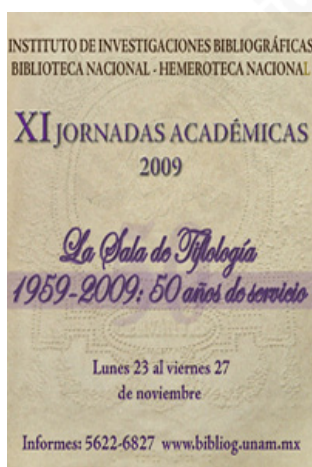 INSTITUTO DE INVESTIGACIONES BIBLIOGRÁFICAS
BIBLIOTECA NACIONAL - HEMEROTECA NACIONAL
XI JORNADAS ACADÉMICAS
2009
La Sala de Tiflología
1959-2009: 50 años de servicio
Lunes 23 al viernes 27
de noviembre
Informes: 5622-6827 www.bibliog.unam.mx